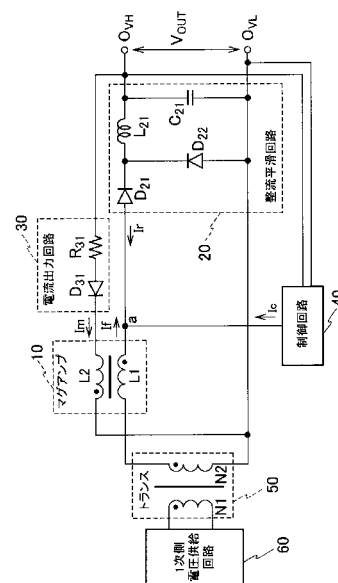 O_VH
V_OUT
O_VL
L21
C21
D22
D21
整流平滑回路
20
30
電流出力回路
R31
D31
Ir
Im
If
a
Ic
10
マグアンプ
L2
L1
制御回路
40
トランス
N1
N2
50
1次側
電圧供給
回路
60